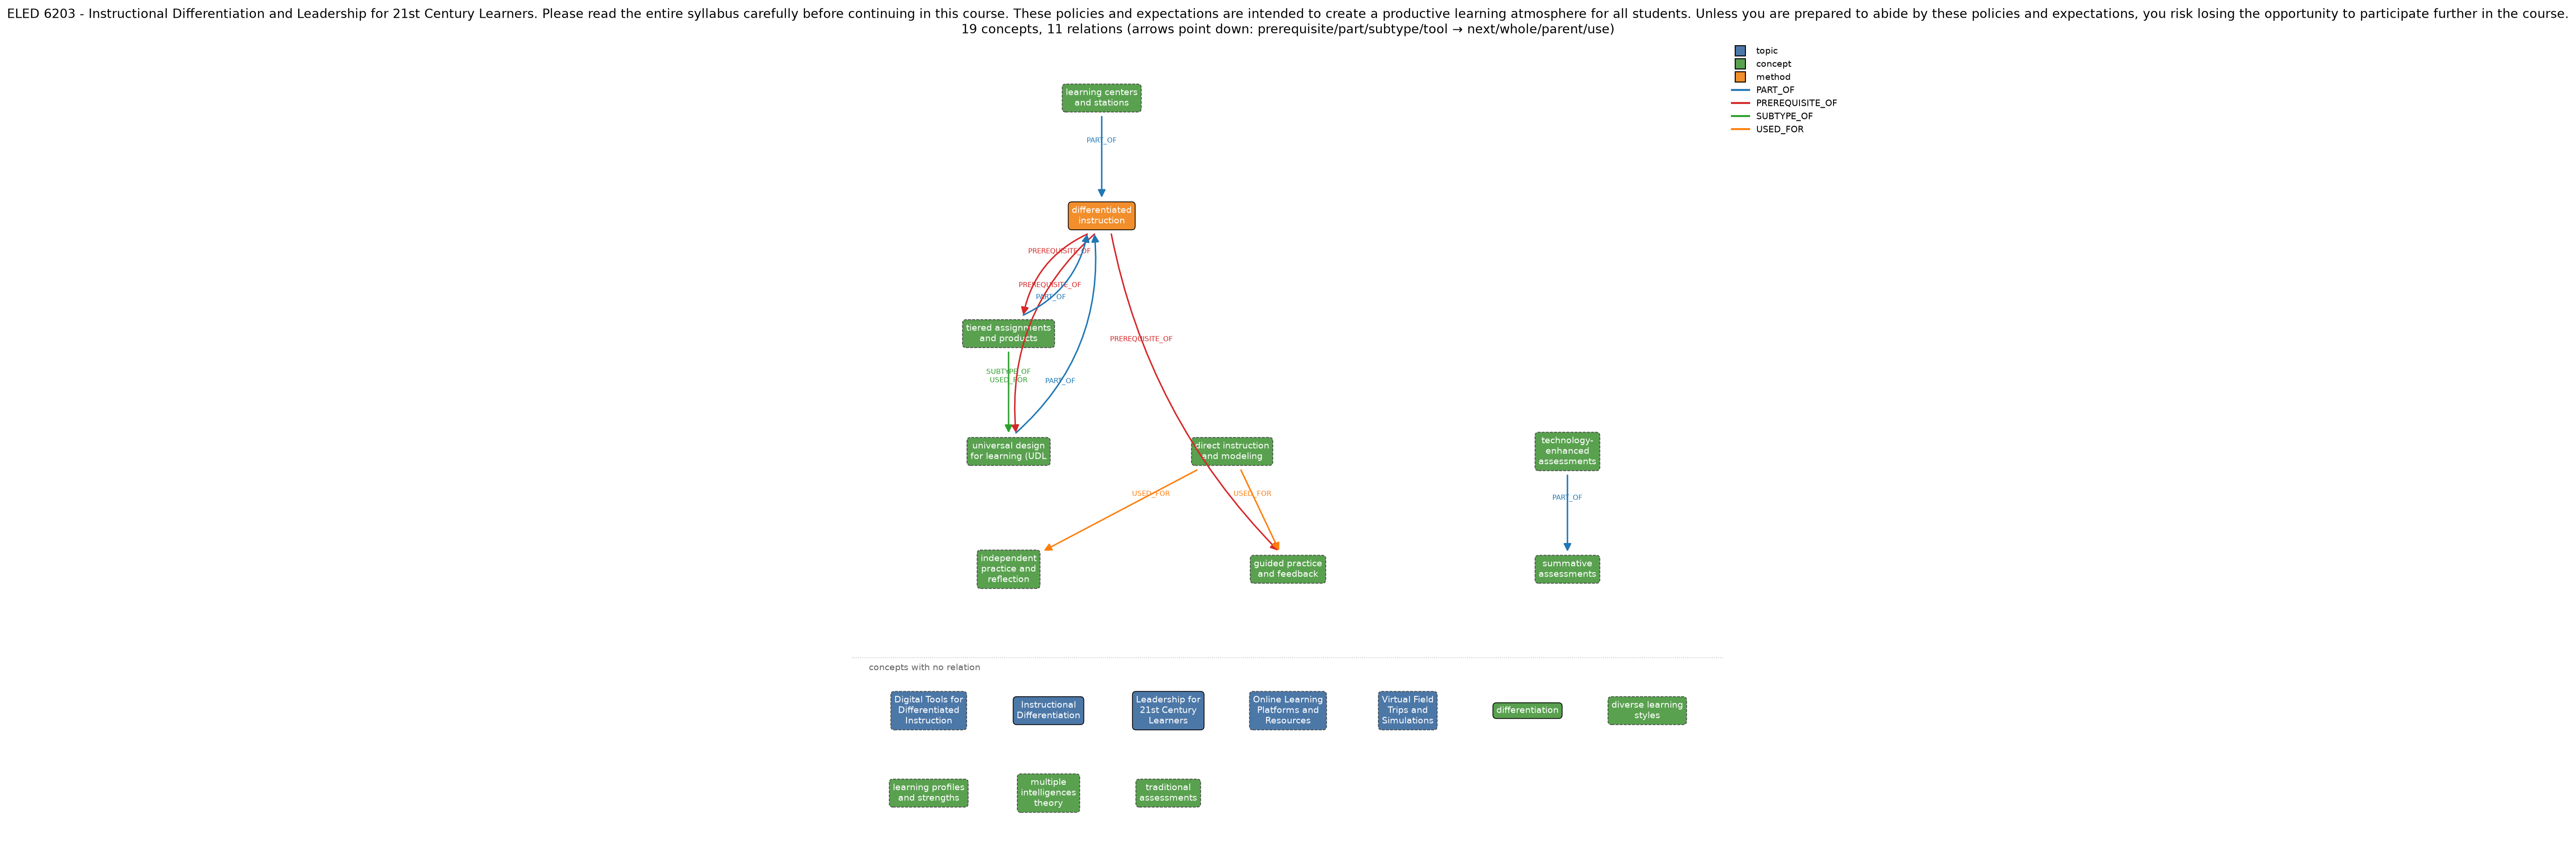 ELED 6203 - Instructional Differentiation and Leadership for 21st Century Learners. Please read the entire syllabus carefully before continuing in this course. These policies and expectations are intended to create a productive learning atmosphere for all students. Unless you are prepared to abide by these policies and expectations, you risk losing the opportunity to participate further in the course.
19 concepts, 11 relations (arrows point down: prerequisite/part/subtype/tool → next/whole/parent/use)
topic
concept
method
PART_OF
PREREQUISITE_OF
SUBTYPE_OF
USED_FOR
learning centers
and stations
PART_OF
differentiated
instruction
PREREQUISITE_OF
PREREQUISITE_OF
PART_OF
tiered assignments
and products
PREREQUISITE_OF
SUBTYPE_OF
USED_FOR
PART_OF
universal design
for learning (UDL
direct instruction
and modeling
technology-
enhanced
assessments
USED_FOR
USED_FOR
PART_OF
independent
practice and
reflection
guided practice
and feedback
summative
assessments
concepts with no relation
Digital Tools for
Differentiated
Instruction
Instructional
Differentiation
Leadership for
21st Century
Learners
Online Learning
Platforms and
Resources
Virtual Field
Trips and
Simulations
differentiation
diverse learning
styles
learning profiles
and strengths
multiple
intelligences
theory
traditional
assessments